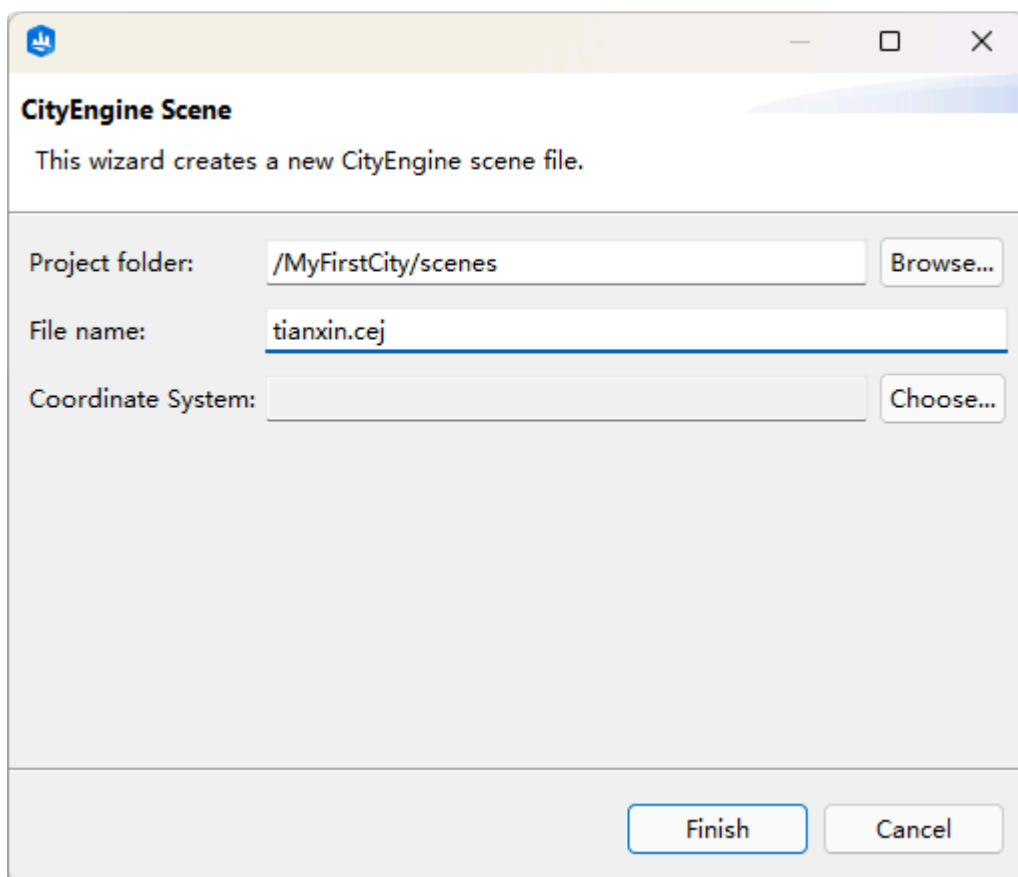 CityEngine Scene
This wizard creates a new CityEngine scene file.
Project folder: /MyFirstCity/scenes Browse...
File name: tianxin.cej
Coordinate System: Choose...
Finish Cancel